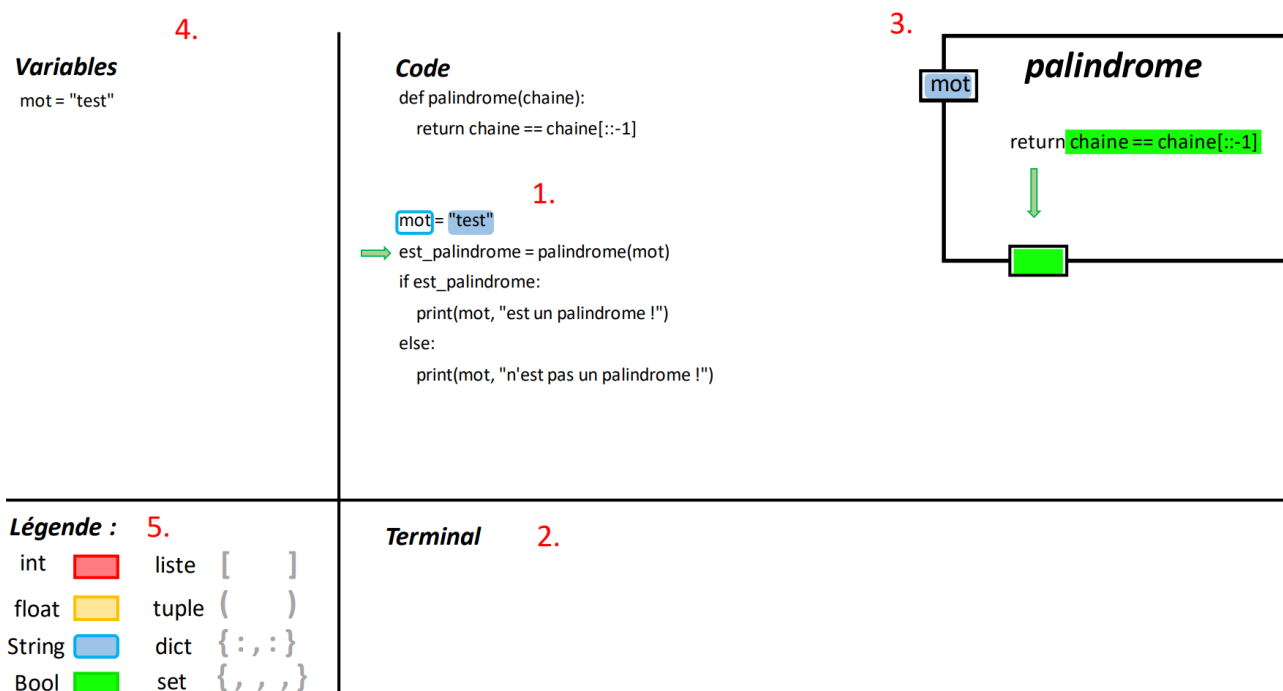 4.
Variables
mot = "test"
Code
def palindrome(chaine):
return chaine == chaine[::-1]
1.
mot = "test"
est_palindrome = palindrome(mot)
if est_palindrome:
print(mot, "est un palindrome !")
else:
print(mot, "n'est pas un palindrome !")
3.
palindrome
mot
return chaine == chaine[::-1]
Légende : 5.
int liste [ ]
float tuple ( )
String dict { : , : }
Bool set { , , , }
Terminal 2.